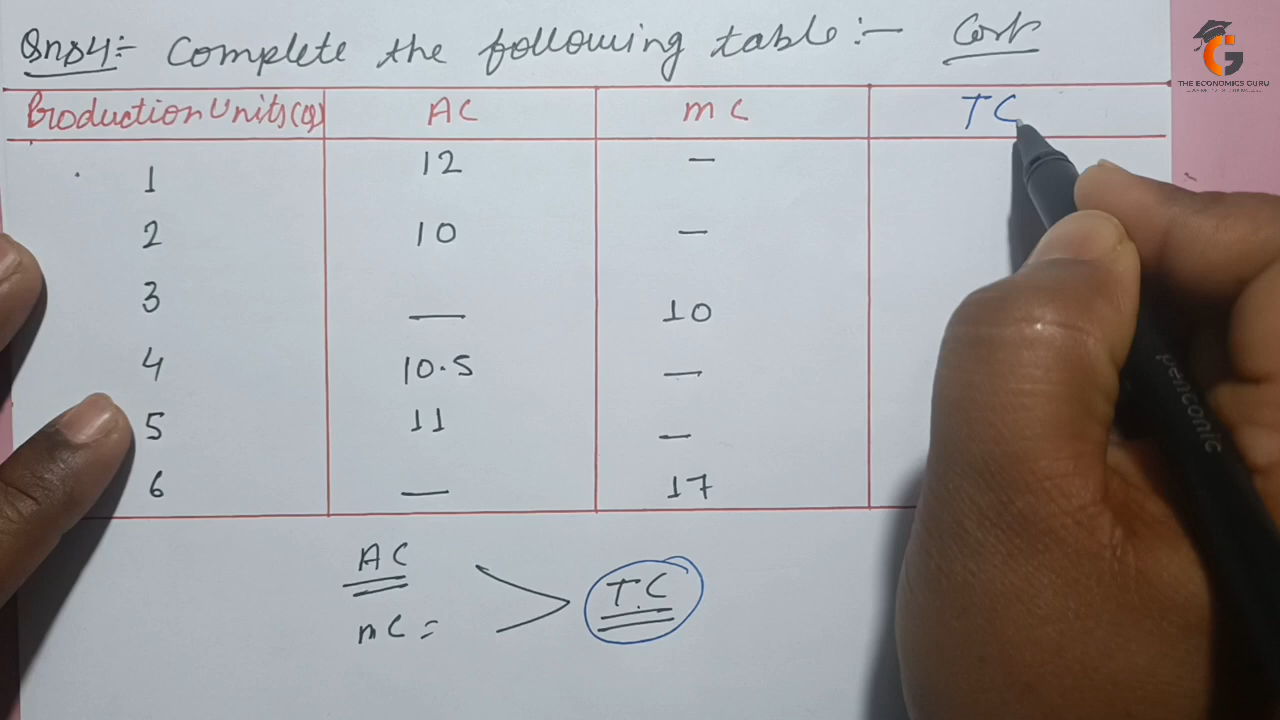 Qns4:- Complete the following table:- Cost
THE ECONOMICS GURU
Production Units(Q) AC MC TC
1 12 —
2 10 —
3 — 10
4 10.5 —
5 11 —
6 — 17
AC
MC = T.C
penconic